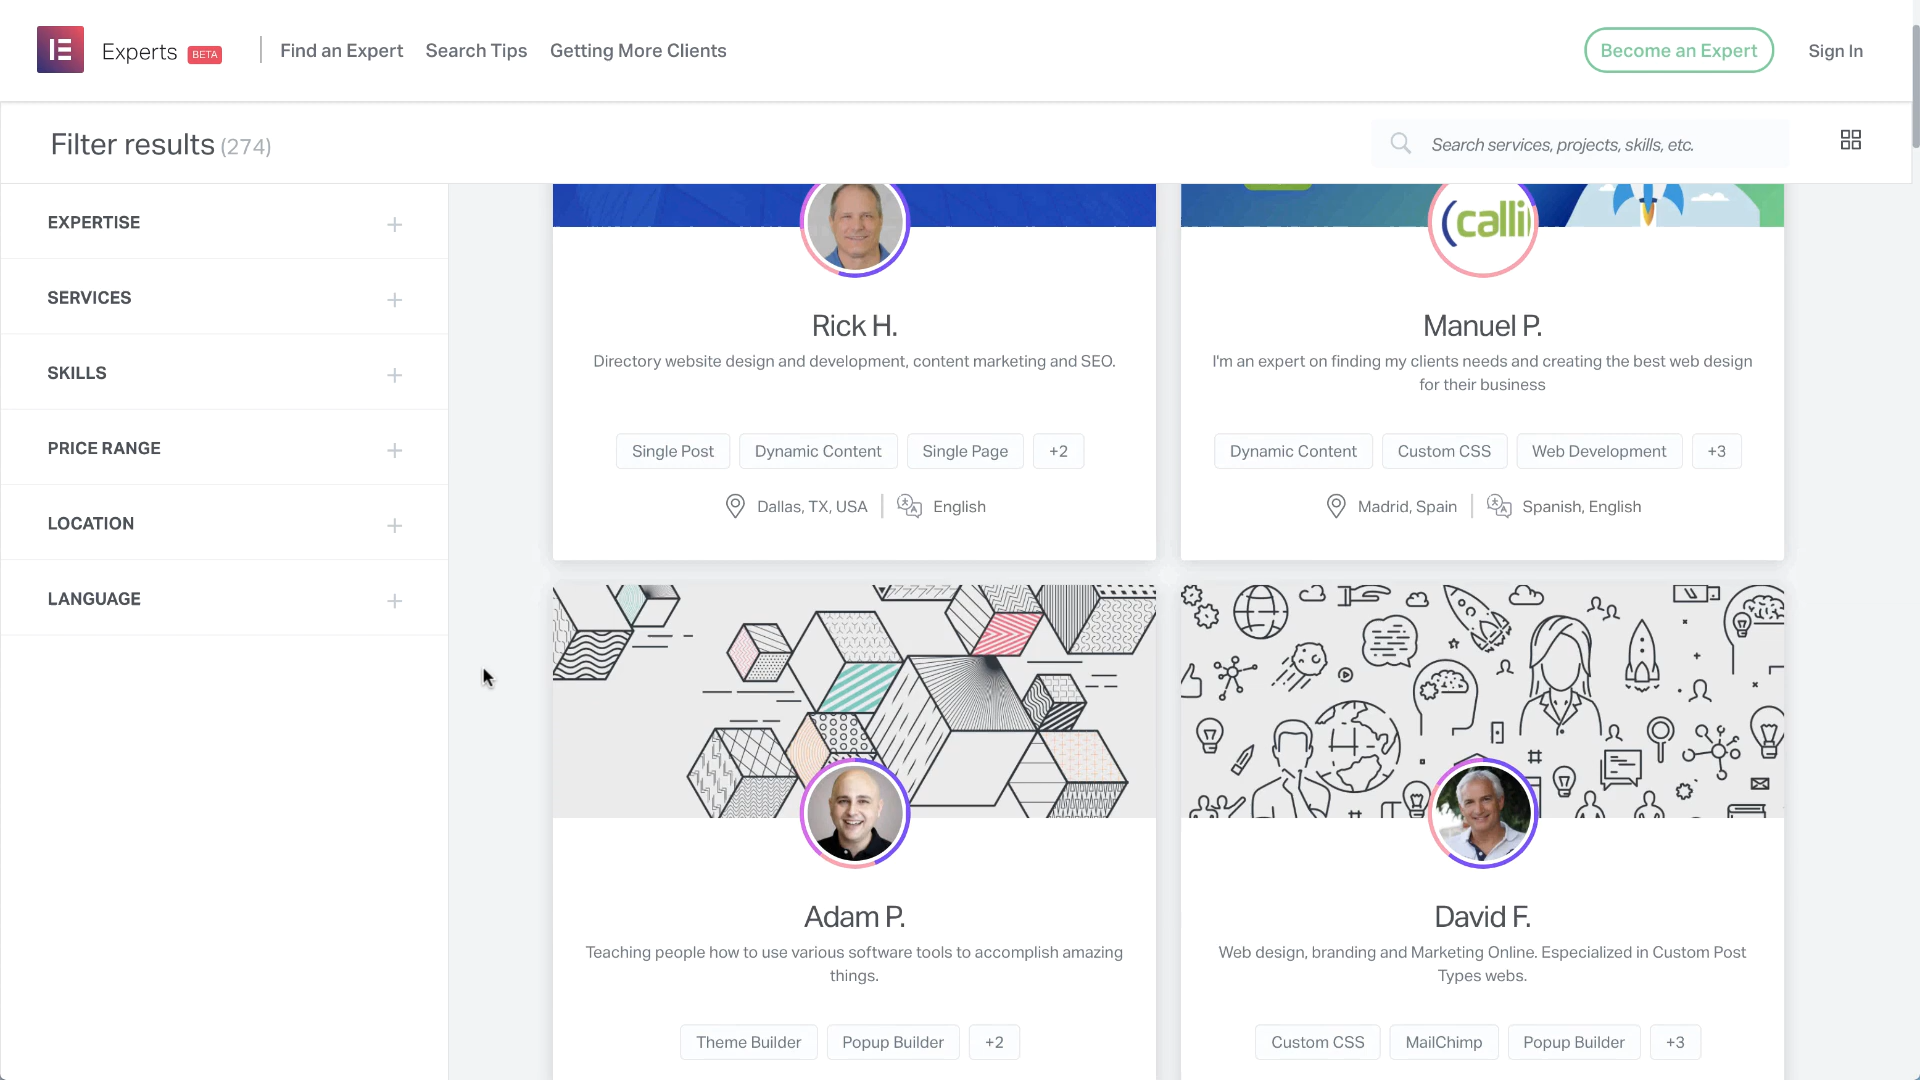 Experts BETA
Find an Expert
Search Tips
Getting More Clients
Become an Expert
Sign In
Filter results (274)
Search services, projects, skills, etc.
EXPERTISE
SERVICES
SKILLS
PRICE RANGE
LOCATION
LANGUAGE
Rick H.
Directory website design and development, content marketing and SEO.
Single Post
Dynamic Content
Single Page
+2
Dallas, TX, USA
English
(calli
Manuel P.
I'm an expert on finding my clients needs and creating the best web design
for their business
Dynamic Content
Custom CSS
Web Development
+3
Madrid, Spain
Spanish, English
Adam P.
Teaching people how to use various software tools to accomplish amazing
things.
Theme Builder
Popup Builder
+2
David F.
Web design, branding and Marketing Online. Especialized in Custom Post
Types webs.
Custom CSS
MailChimp
Popup Builder
+3